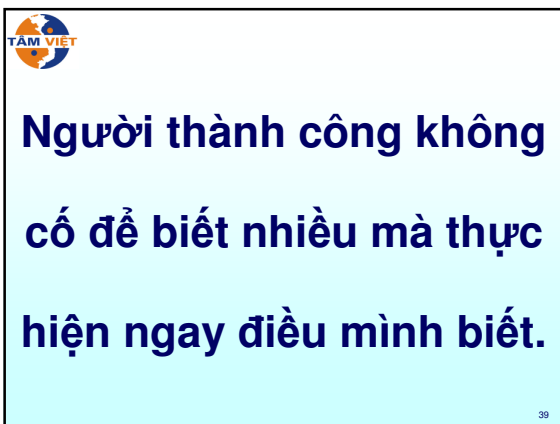 TÂM VIỆT
Người thành công không
cố để biết nhiều mà thực
hiện ngay điều mình biết.
39